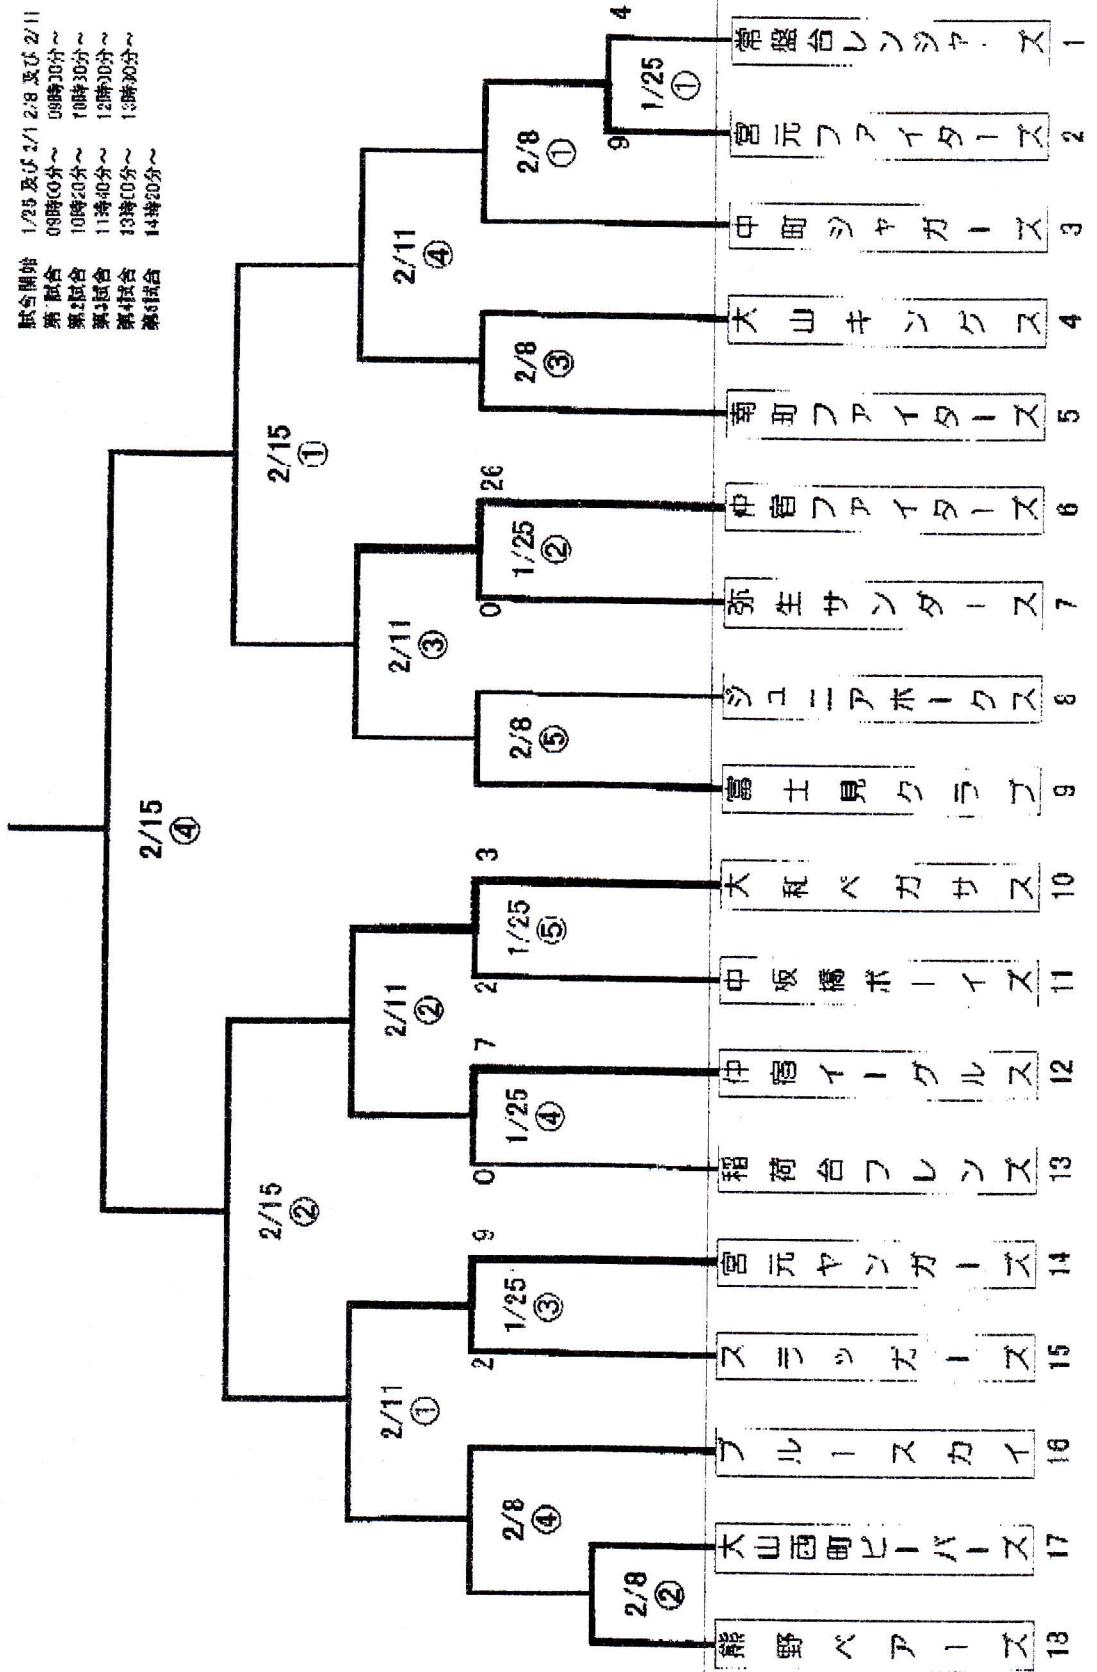 試合開始 1/25 及び 2/1 2/8 及び 2/11
第1試合 09時00分～ 09時00分～
第2試合 10時20分～ 10時30分～
第3試合 11時40分～ 12時00分～
第4試合 13時00分～ 13時30分～
第5試合 14時20分～
2/15
④
2/15
①
2/15
②
2/11
④
2/11
③
2/11
②
2/11
①
2/8
①
2/8
③
2/8
⑤
2/8
④
2/8
②
4
1/25
①
9
26
1/25
②
0
3
1/25
⑤
2
7
1/25
④
0
9
1/25
③
2
常盤台レンジャーズ 1
宮元ファイターズ 2
中町ジャガーズ 3
大山キングス 4
南町ファイターズ 5
仲宿ファイターズ 6
弥生サンダース 7
ジュニアホークス 8
富士見クラブ 9
大和ペガサス 10
中板橋ボーイズ 11
仲宿イーグルス 12
稲荷台フレンズ 13
宮元ヤンガーズ 14
スラッガーズ 15
ブルースカイ 16
大山西町ビーバース 17
熊野ベアーズ 18